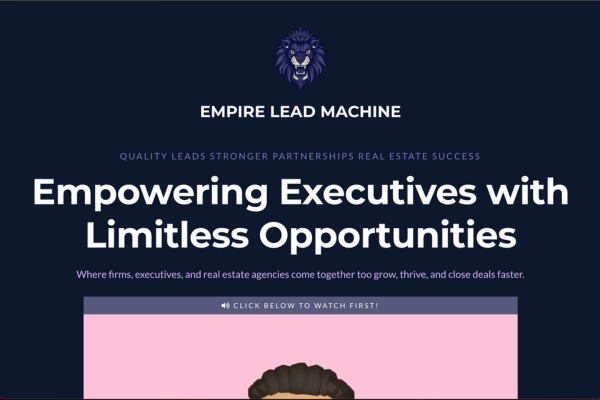 EMPIRE LEAD MACHINE
QUALITY LEADS STRONGER PARTNERSHIPS REAL ESTATE SUCCESS
Empowering Executives with
Limitless Opportunities
Where firms, executives, and real estate agencies come together too grow, thrive, and close deals faster.
CLICK BELOW TO WATCH FIRST!